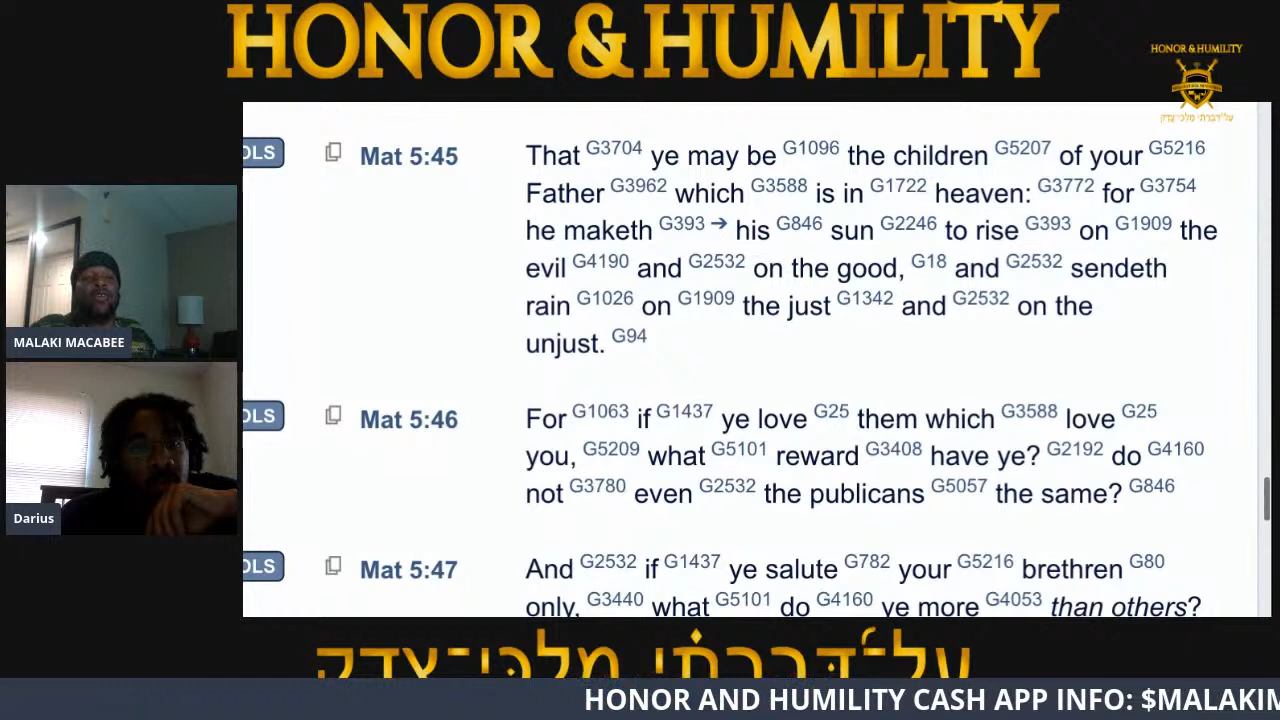 HONOR & HUMILITY
HONOR & HUMILITY
על־דברתי מלכי־צדק
OLS
Mat 5:45
That G3704 ye may be G1096 the children G5207 of your G5216
Father G3962 which G3588 is in G1722 heaven: G3772 for G3754
he maketh G393 → his G846 sun G2246 to rise G393 on G1909 the
evil G4190 and G2532 on the good, G18 and G2532 sendeth
rain G1026 on G1909 the just G1342 and G2532 on the
unjust. G94
MALAKI MACABEE
OLS
Mat 5:46
For G1063 if G1437 ye love G25 them which G3588 love G25
you, G5209 what G5101 reward G3408 have ye? G2192 do G4160
not G3780 even G2532 the publicans G5057 the same? G846
Darius
OLS
Mat 5:47
And G2532 if G1437 ye salute G782 your G5216 brethren G80
only, G3440 what G5101 do G4160 ye more G4053 than others?
על־דִּבְרָתִי מַלְכִּי־צֶדֶק
HONOR AND HUMILITY CASH APP INFO: $MALAKIM